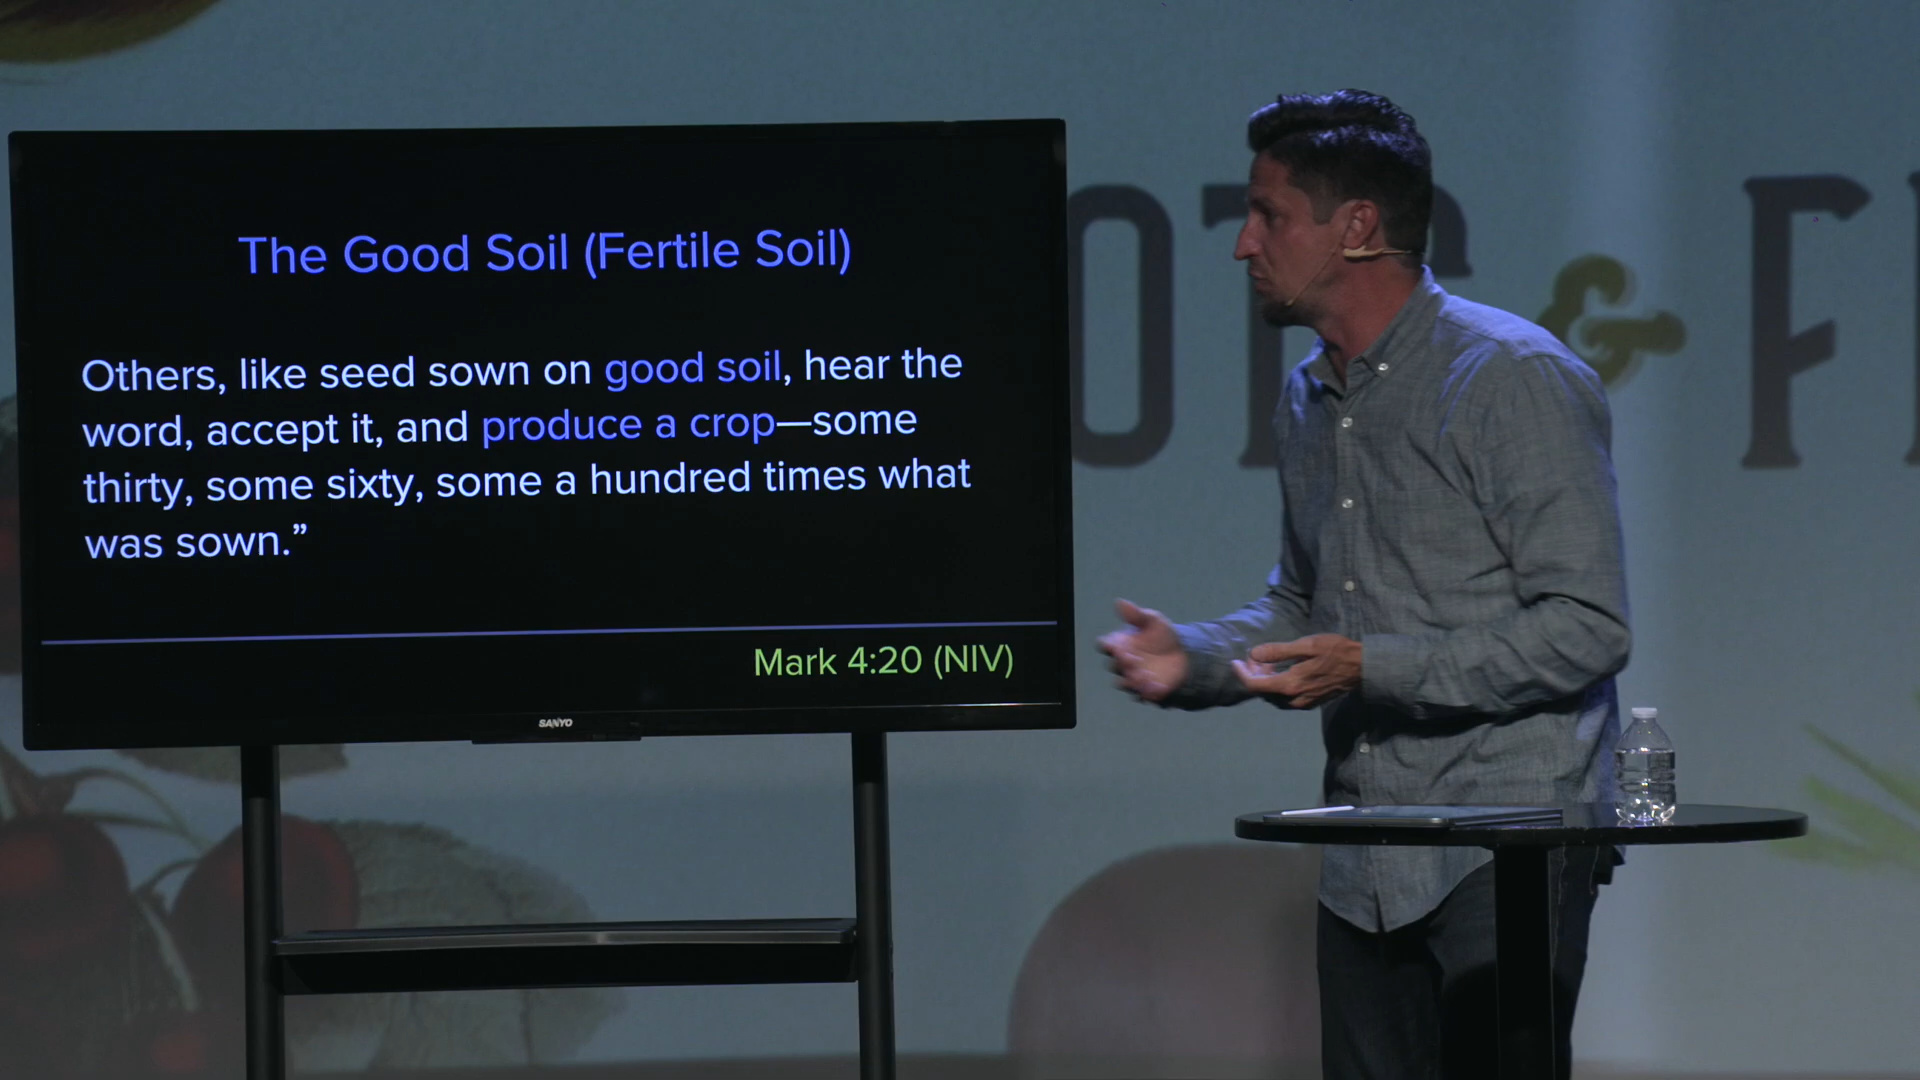 The Good Soil (Fertile Soil)
Others, like seed sown on good soil, hear the
word, accept it, and produce a crop—some
thirty, some sixty, some a hundred times what
was sown.”
Mark 4:20 (NIV)
SANYO
&